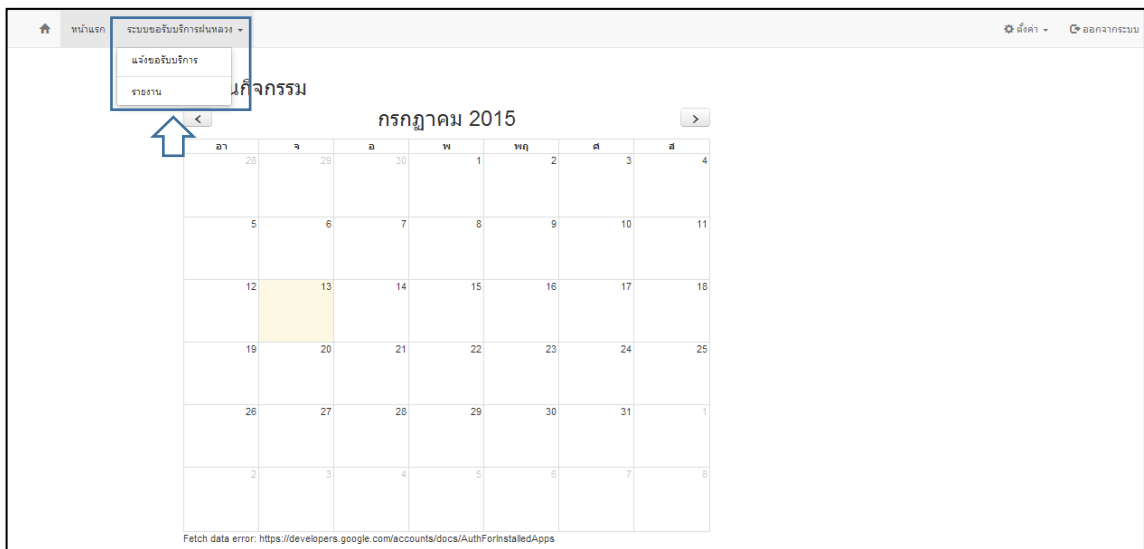 หน้าแรก ระบบขอรับบริการฝนหลวง ตั้งค่า ออกจากระบบ
แจ้งขอรับบริการ
รายงาน
นกิจกรรม
กรกฏาคม 2015
อา จ อ พ พฤ ศ ส
28 29 30 1 2 3 4
5 6 7 8 9 10 11
12 13 14 15 16 17 18
19 20 21 22 23 24 25
26 27 28 29 30 31 1
2 3 4 5 6 7 8
Fetch data error: https://developers.google.com/accounts/docs/AuthForInstalledApps